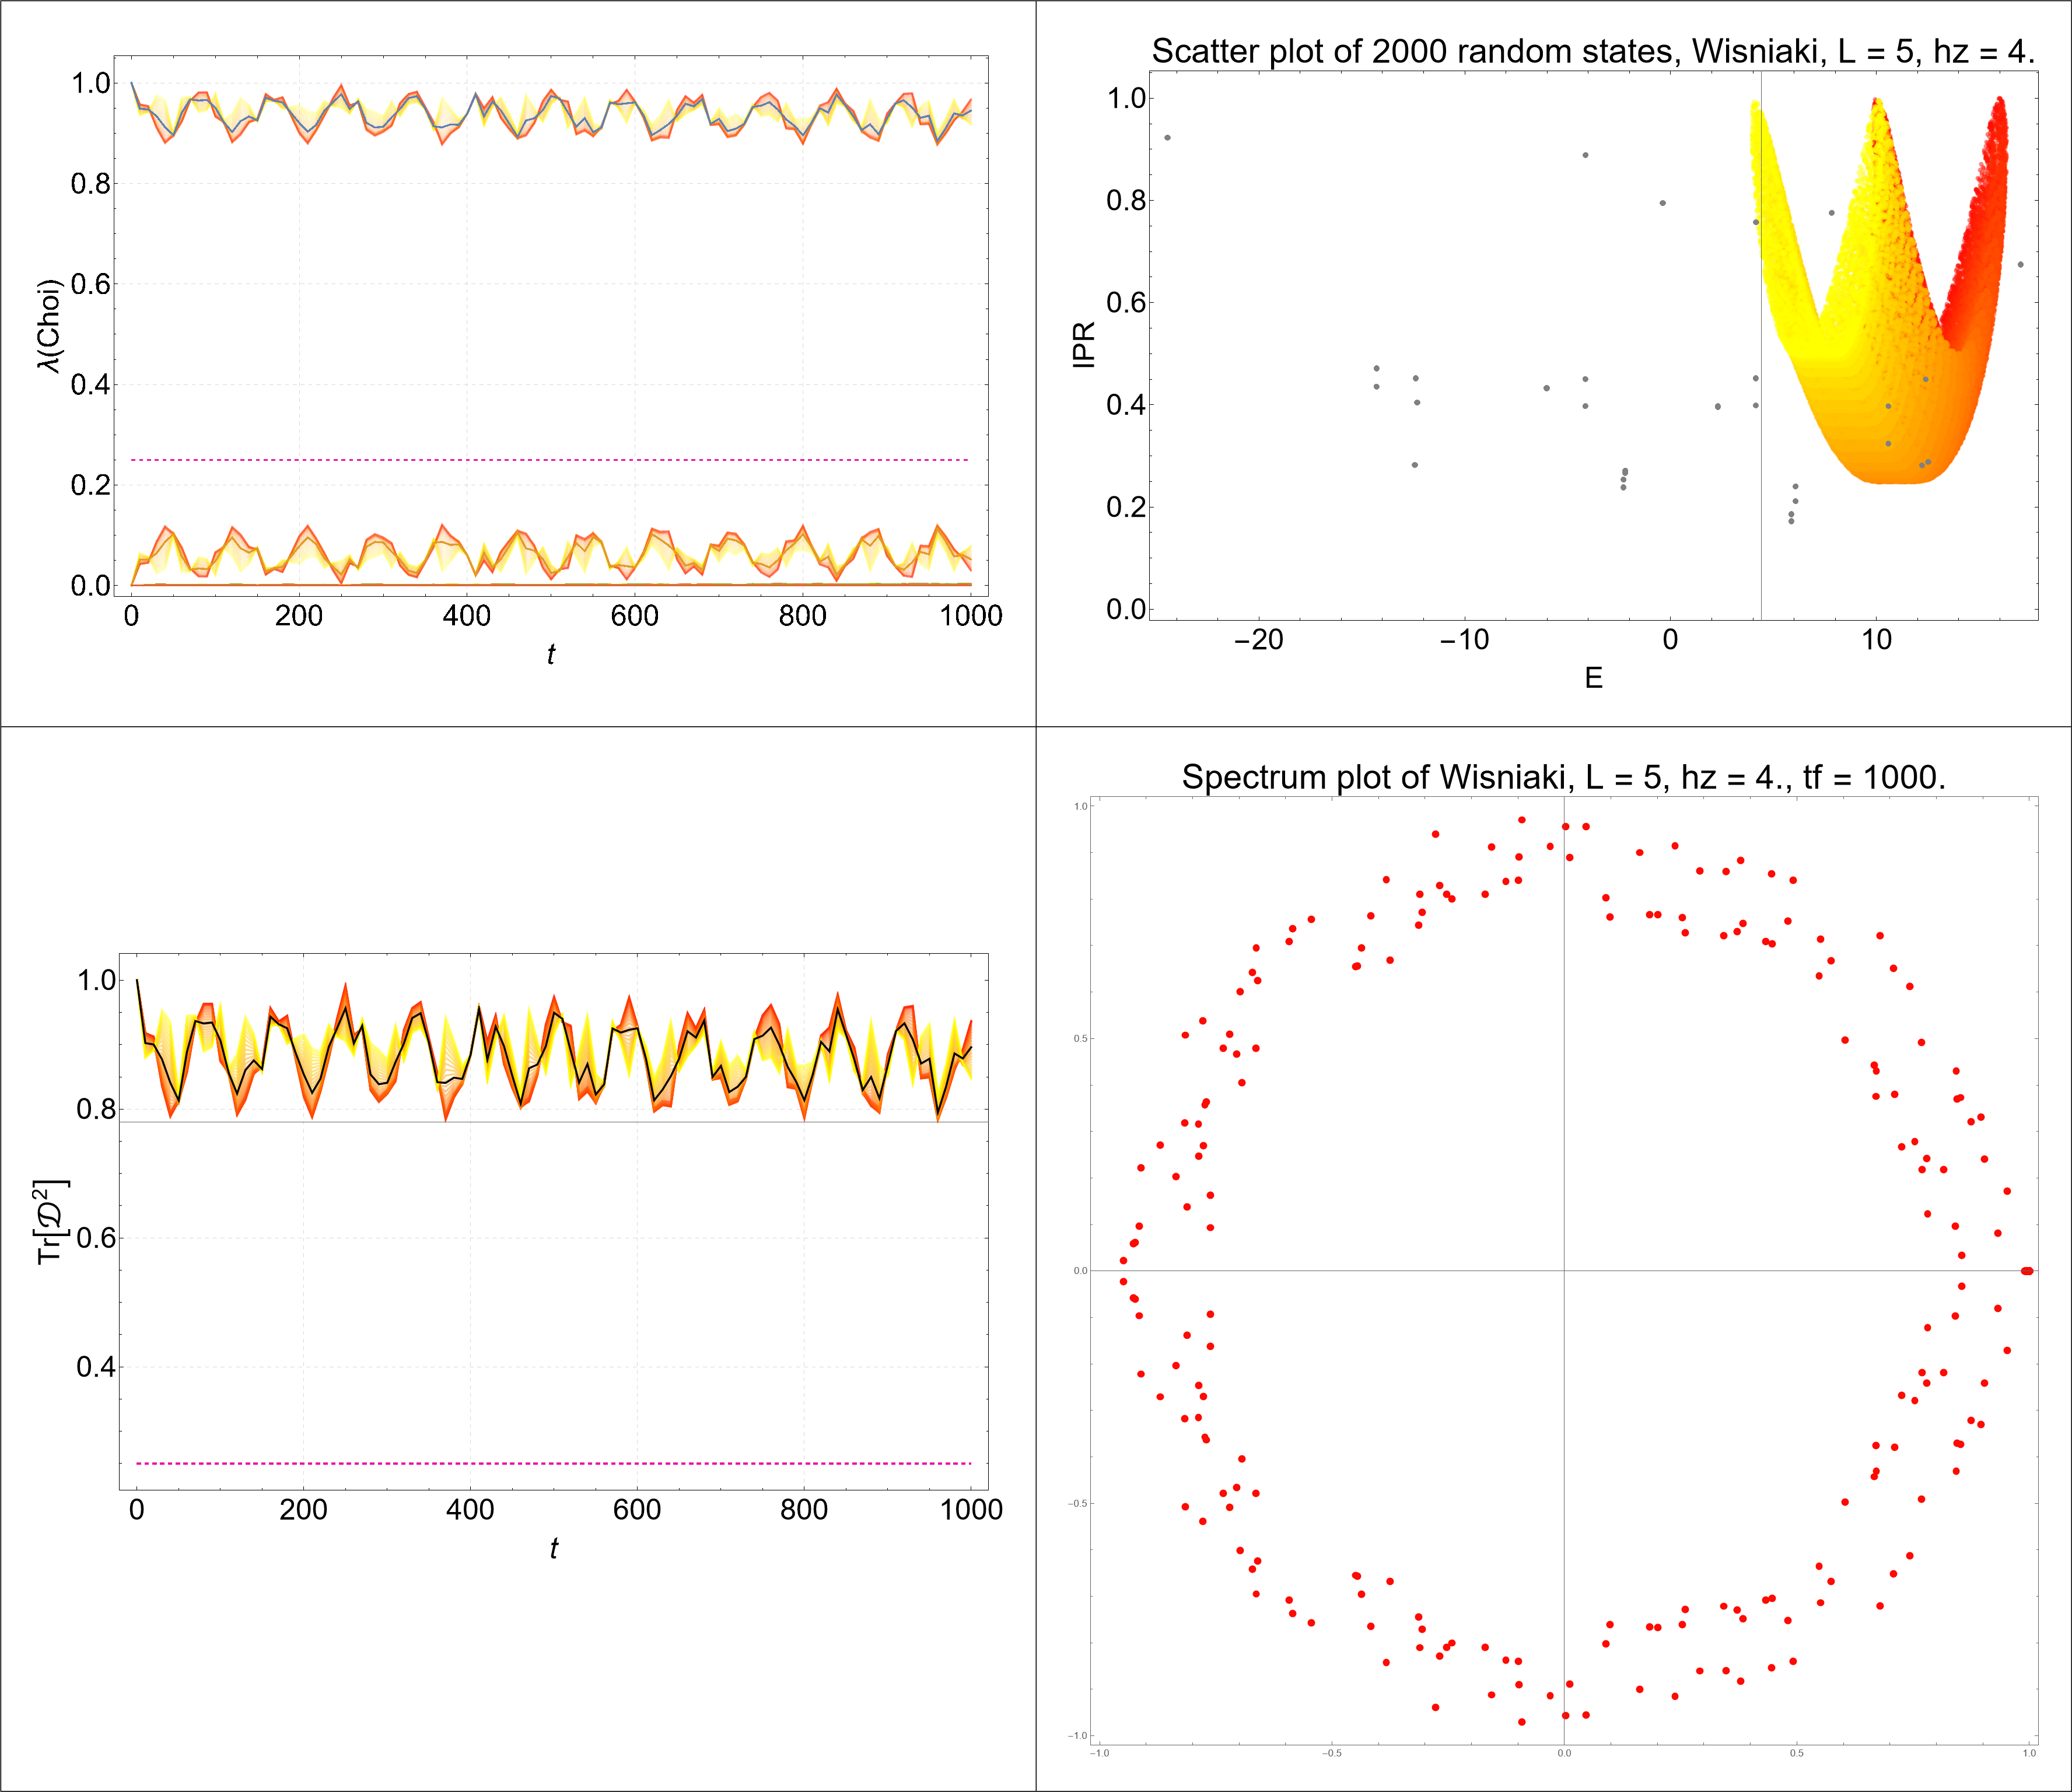 1.0
0.8
0.6
0.4
0.2
0.0
λ(Choi)
0 200 400 600 800 1000
t
Scatter plot of 2000 random states, Wisniaki, L = 5, hz = 4.
1.0
0.8
0.6
0.4
0.2
0.0
IPR
−20 −10 0 10
E
1.0
0.8
0.6
0.4
Tr[𝒟²]
0 200 400 600 800 1000
t
Spectrum plot of Wisniaki, L = 5, hz = 4., tf = 1000.
1.0
0.5
0.0
−0.5
−1.0
−1.0 −0.5 0.0 0.5 1.0